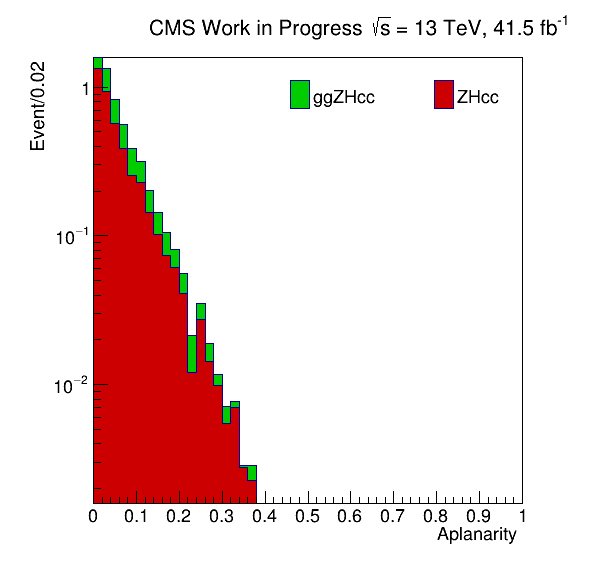 CMS Work in Progress √s = 13 TeV, 41.5 fb⁻¹
Event/0.02
ggZHcc ZHcc
1
10⁻¹
10⁻²
0 0.1 0.2 0.3 0.4 0.5 0.6 0.7 0.8 0.9 1
Aplanarity